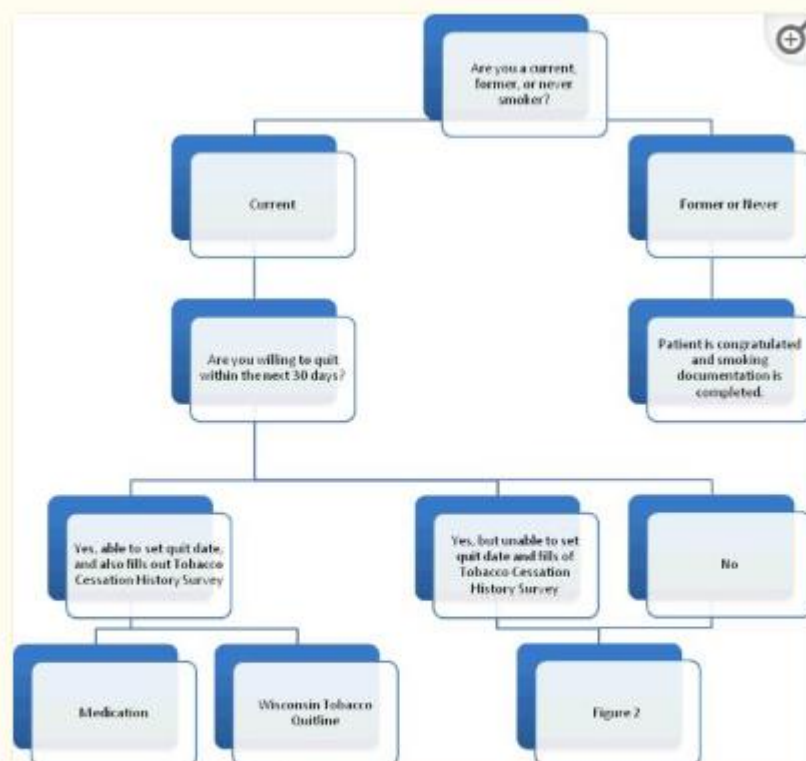 Are you a current,
former, or never
smoker?
Current
Former or Never
Are you willing to quit
within the next 30 days?
Patient is congratulated
and smoking
documentation is
completed.
Yes, able to set quit date,
and also fills out Tobacco
Cessation History Survey
Yes, but unable to set
quit date and fills of
Tobacco Cessation
History Survey
No
Medication
Wisconsin Tobacco
Quitline
Figure 2